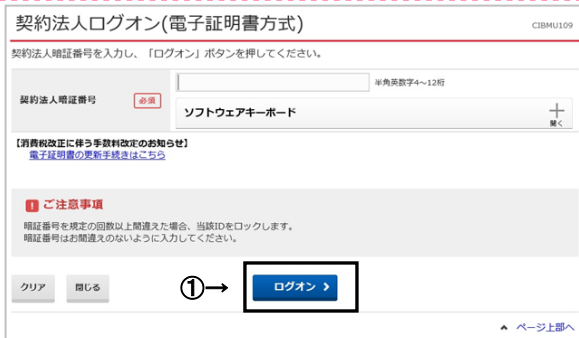 契約法人ログオン(電子証明書方式)
CIBMU109
契約法人暗証番号を入力し、「ログオン」ボタンを押してください。
契約法人暗証番号 必須
半角英数字4〜12桁
ソフトウェアキーボード
開く
【消費税改正に伴う手数料改定のお知らせ】
電子証明書の更新手続きはこちら
ご注意事項
暗証番号を規定の回数以上間違えた場合、当該IDをロックします。
暗証番号はお間違えのないように入力してください。
クリア 閉じる ①→ ログオン
ページ上部へ